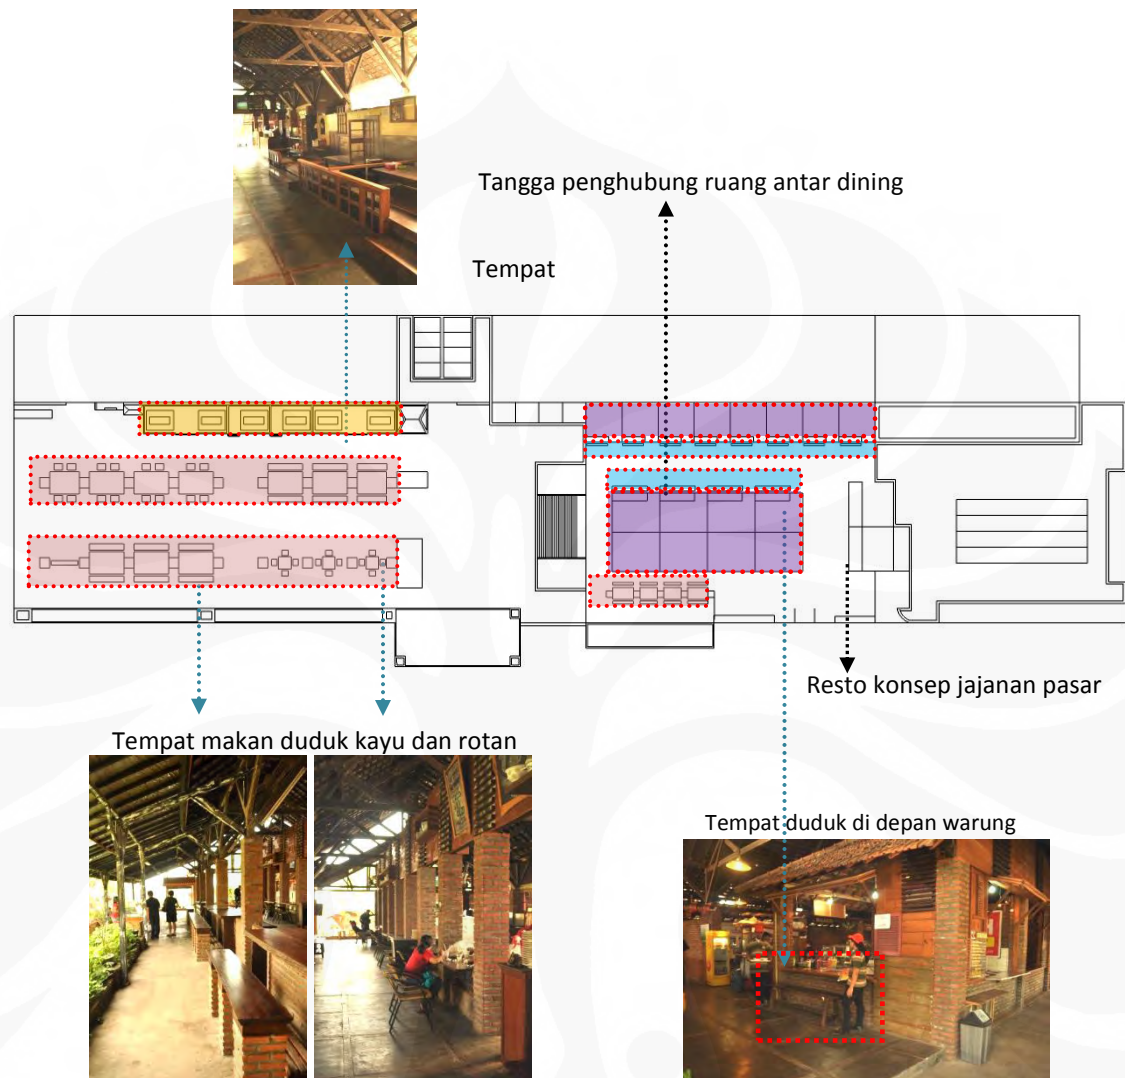 Tangga penghubung ruang antar dining
Tempat
Resto konsep jajanan pasar
Tempat makan duduk kayu dan rotan
Tempat duduk di depan warung